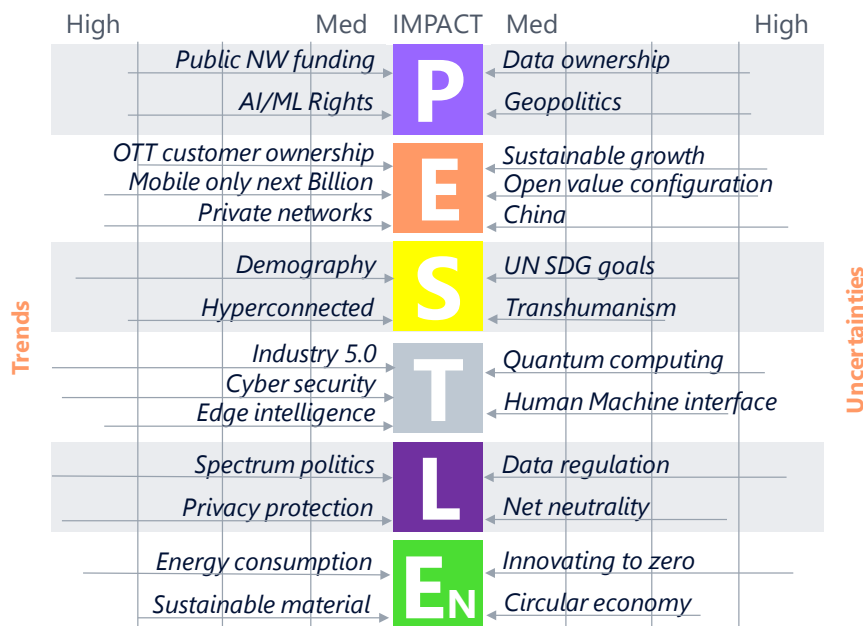 High Med IMPACT Med High
Public NW funding P Data ownership
AI/ML Rights Geopolitics
OTT customer ownership E Sustainable growth
Mobile only next Billion Open value configuration
Private networks China
Demography S UN SDG goals
Hyperconnected Transhumanism
Trends
Uncertainties
Industry 5.0 T Quantum computing
Cyber security
Edge intelligence Human Machine interface
Spectrum politics L Data regulation
Privacy protection Net neutrality
Energy consumption EN Innovating to zero
Sustainable material Circular economy